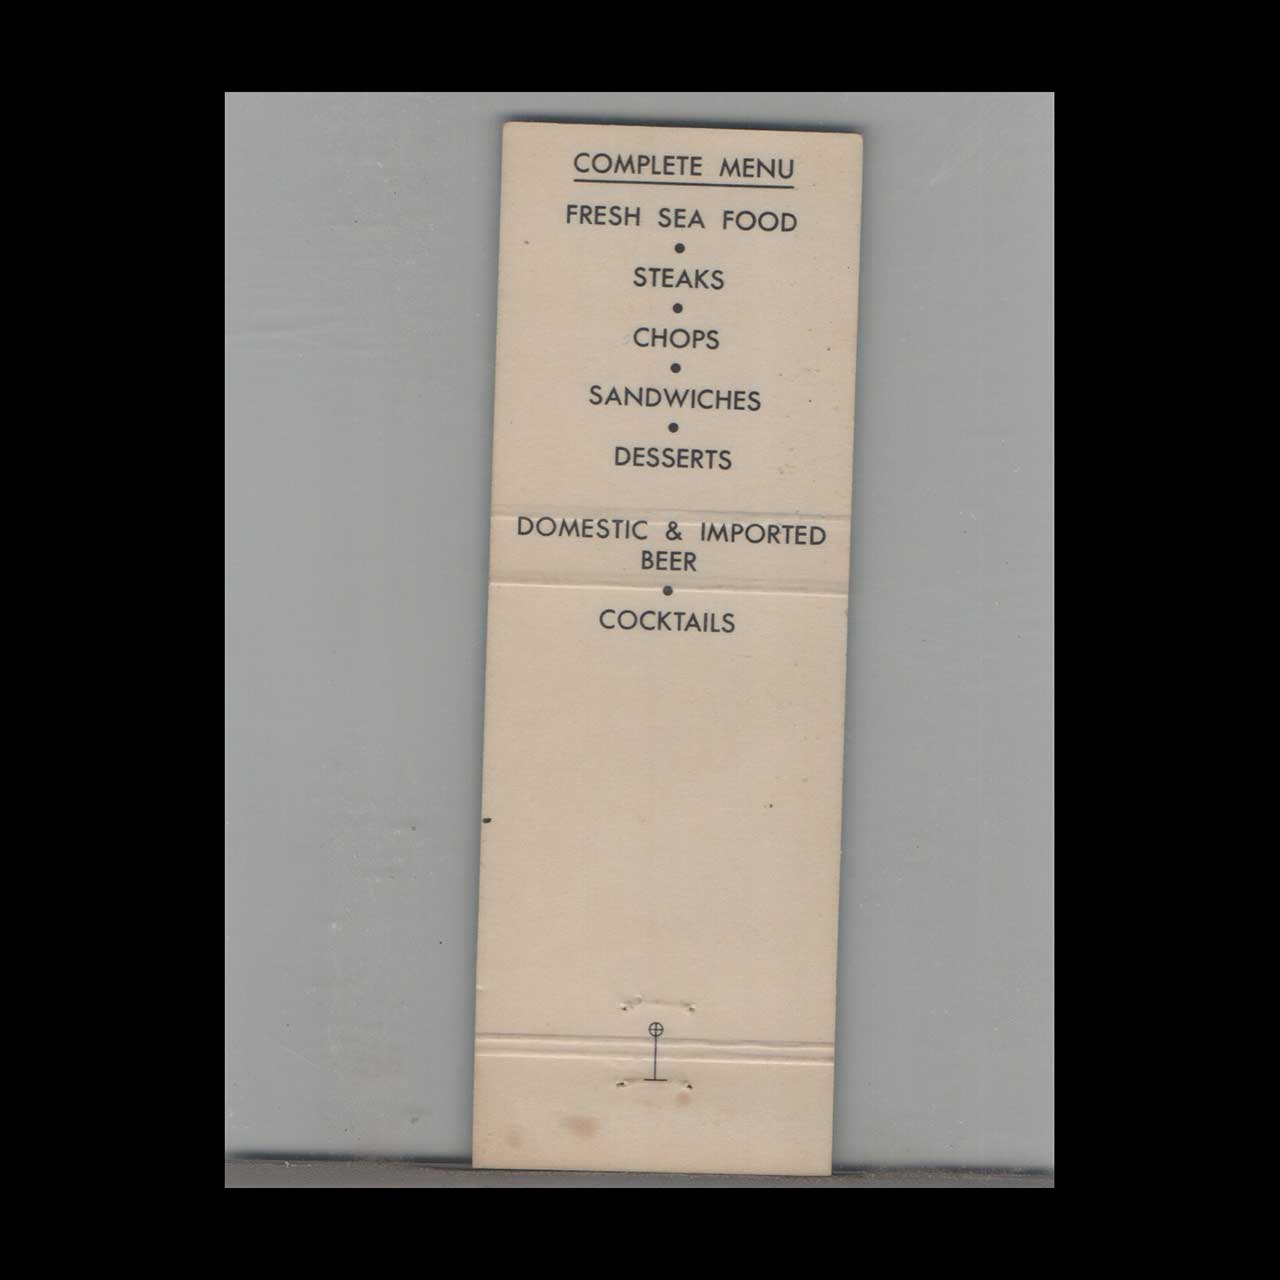 COMPLETE MENU
FRESH SEA FOOD
•
STEAKS
•
CHOPS
•
SANDWICHES
•
DESSERTS
DOMESTIC & IMPORTED
BEER
•
COCKTAILS